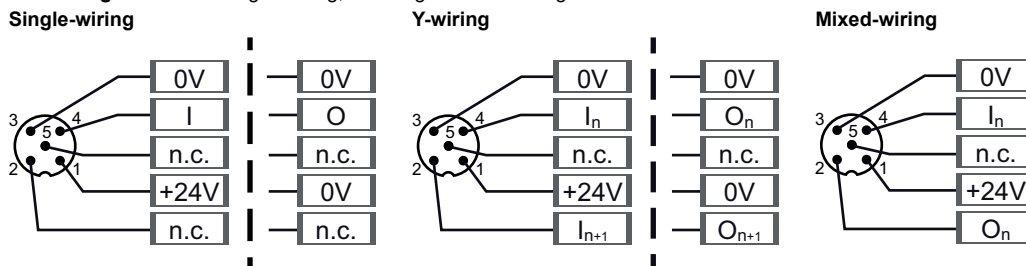 Single-wiring Y-wiring Mixed-wiring
0V 0V 0V 0V 0V
3 4 I O 3 4 In On 3 4 In
5 n.c. n.c. 5 n.c. n.c. 5 n.c.
2 1 +24V 0V 2 1 +24V 0V 2 1 +24V
n.c. n.c. In+1 On+1 On